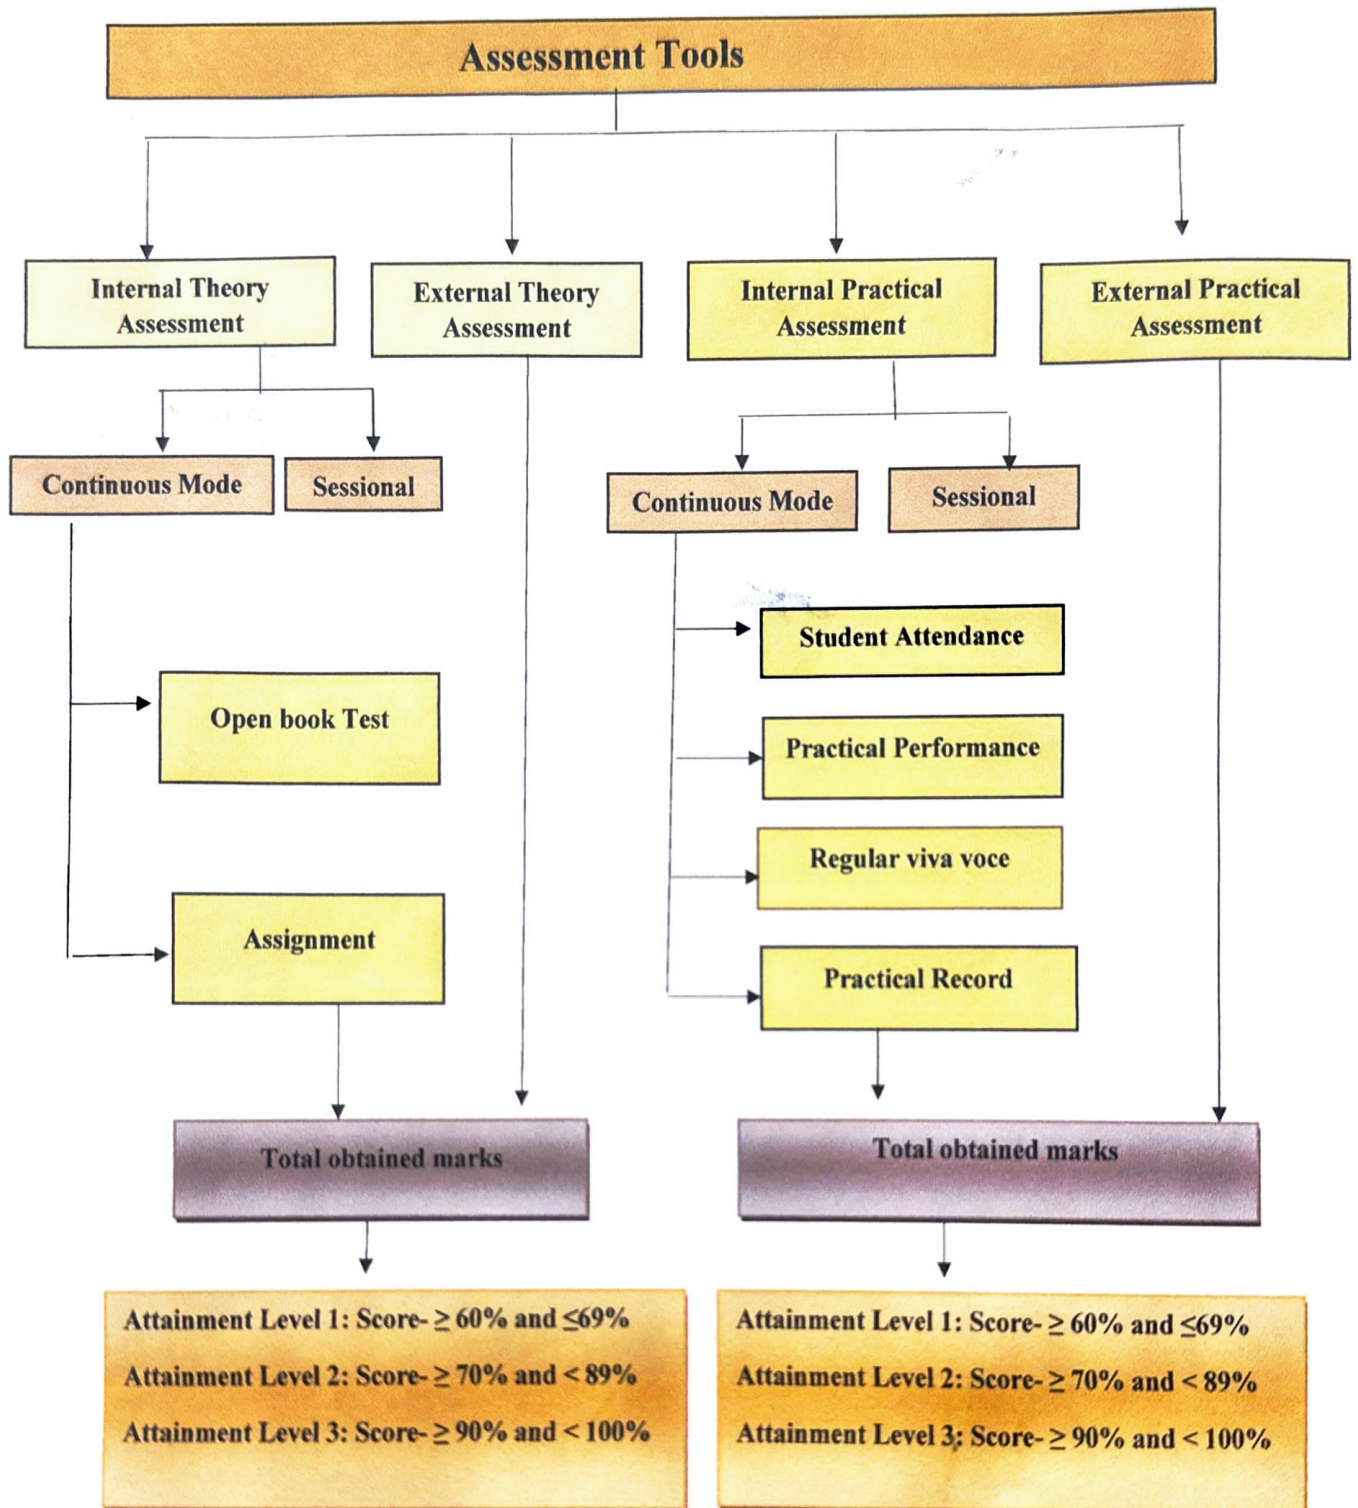 Assessment Tools
Internal Theory
Assessment
External Theory
Assessment
Internal Practical
Assessment
External Practical
Assessment
Continuous Mode
Sessional
Continuous Mode
Sessional
Open book Test
Assignment
Student Attendance
Practical Performance
Regular viva voce
Practical Record
Total obtained marks
Total obtained marks
Attainment Level 1: Score- ≥ 60% and ≤69%
Attainment Level 2: Score- ≥ 70% and < 89%
Attainment Level 3: Score- ≥ 90% and < 100%
Attainment Level 1: Score- ≥ 60% and ≤69%
Attainment Level 2: Score- ≥ 70% and < 89%
Attainment Level 3: Score- ≥ 90% and < 100%